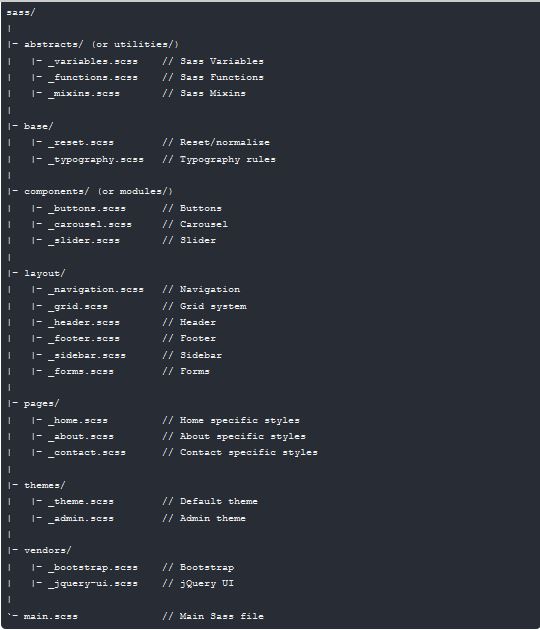 sass/
|
|– abstracts/ (or utilities/)
|   |– _variables.scss    // Sass Variables
|   |– _functions.scss    // Sass Functions
|   |– _mixins.scss       // Sass Mixins
|
|– base/
|   |– _reset.scss        // Reset/normalize
|   |– _typography.scss   // Typography rules
|
|– components/ (or modules/)
|   |– _buttons.scss      // Buttons
|   |– _carousel.scss     // Carousel
|   |– _slider.scss       // Slider
|
|– layout/
|   |– _navigation.scss   // Navigation
|   |– _grid.scss         // Grid system
|   |– _header.scss       // Header
|   |– _footer.scss       // Footer
|   |– _sidebar.scss      // Sidebar
|   |– _forms.scss        // Forms
|
|– pages/
|   |– _home.scss         // Home specific styles
|   |– _about.scss        // About specific styles
|   |– _contact.scss      // Contact specific styles
|
|– themes/
|   |– _theme.scss        // Default theme
|   |– _admin.scss        // Admin theme
|
|– vendors/
|   |– _bootstrap.scss    // Bootstrap
|   |– _jquery-ui.scss    // jQuery UI
|
`– main.scss              // Main Sass file